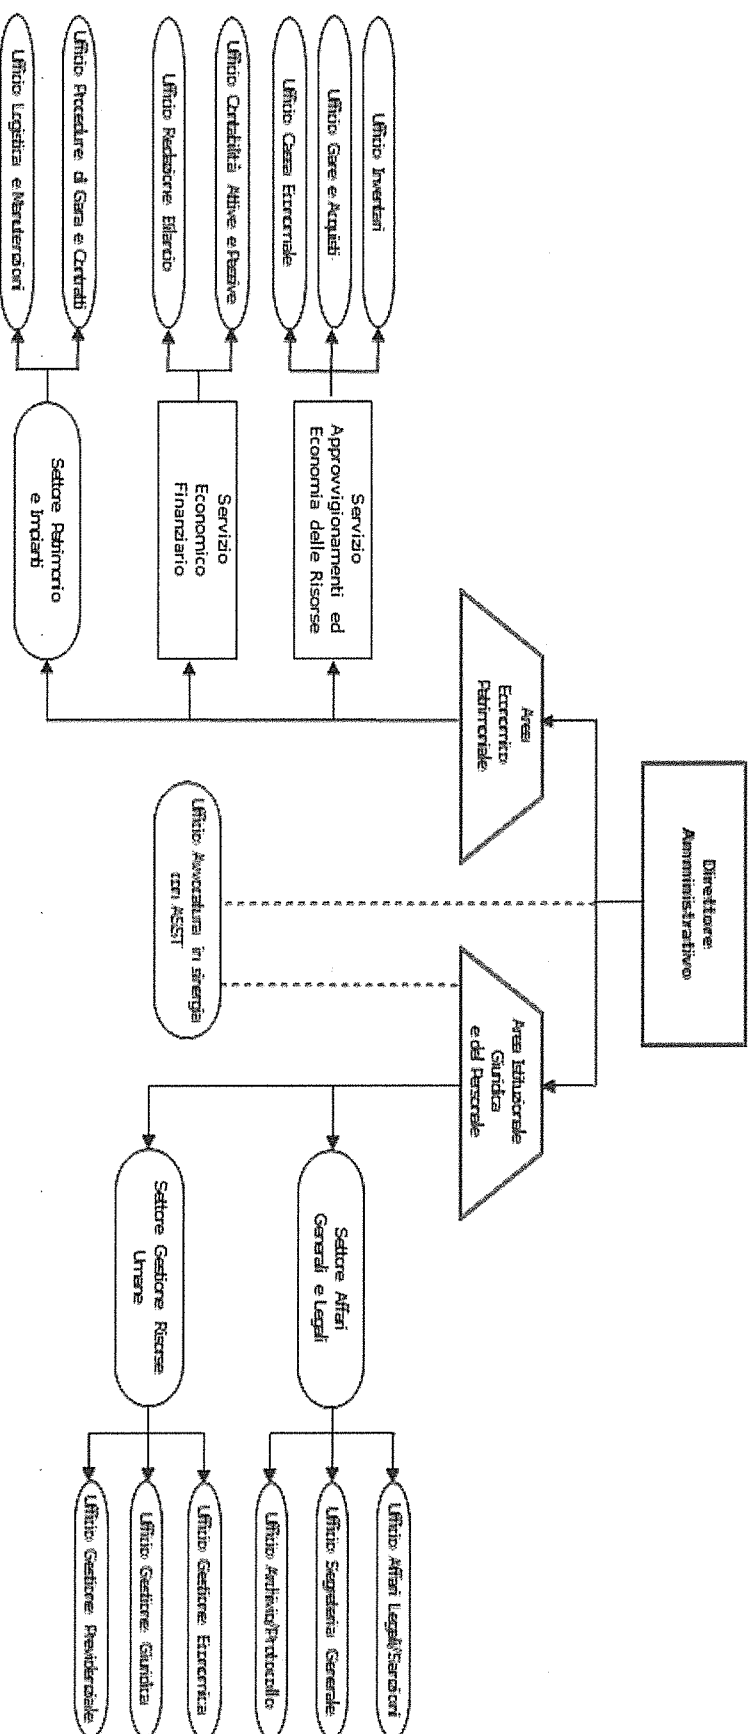 Direttore
Amministrativo
Area
Economico
Patrimoniale
Area Istituzionale
Giuridica
e del Personale
Servizio
Approvvigionamenti ed
Economia delle Risorse
Servizio
Economico
Finanziario
Settore Patrimonio
e Impianti
Ufficio Inventari
Ufficio Gare e Acquisti
Ufficio Cassa Economale
Ufficio Contabilità Attive e Passive
Ufficio Redazione Bilancio
Ufficio Procedure di Gara e Contratti
Ufficio Logistica e Manutenzioni
Ufficio Avvocatura in sinergia
con ASST
Settore Affari
Generali e Legali
Settore Gestione Risorse
Umane
Ufficio Affari Legali/Sanzioni
Ufficio Segreteria Generale
Ufficio Archivio/Protocollo
Ufficio Gestione Economica
Ufficio Gestione Giuridica
Ufficio Gestione Previdenziale